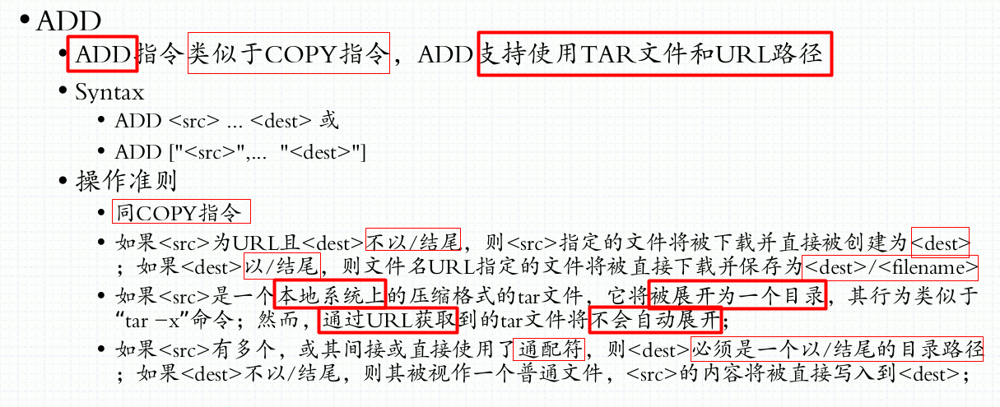 • ADD
• ADD指令类似于COPY指令，ADD支持使用TAR文件和URL路径
• Syntax
• ADD <src> ... <dest> 或
• ADD ["<src>",... "<dest>"]
• 操作准则
• 同COPY指令
• 如果<src>为URL且<dest>不以/结尾，则<src>指定的文件将被下载并直接被创建为<dest>
；如果<dest>以/结尾，则文件名URL指定的文件将被直接下载并保存为<dest>/<filename>
• 如果<src>是一个本地系统上的压缩格式的tar文件，它将被展开为一个目录，其行为类似于
“tar –x”命令；然而，通过URL获取到的tar文件将不会自动展开；
• 如果<src>有多个，或其间接或直接使用了通配符，则<dest>必须是一个以/结尾的目录路径
；如果<dest>不以/结尾，则其被视作一个普通文件，<src>的内容将被直接写入到<dest>；